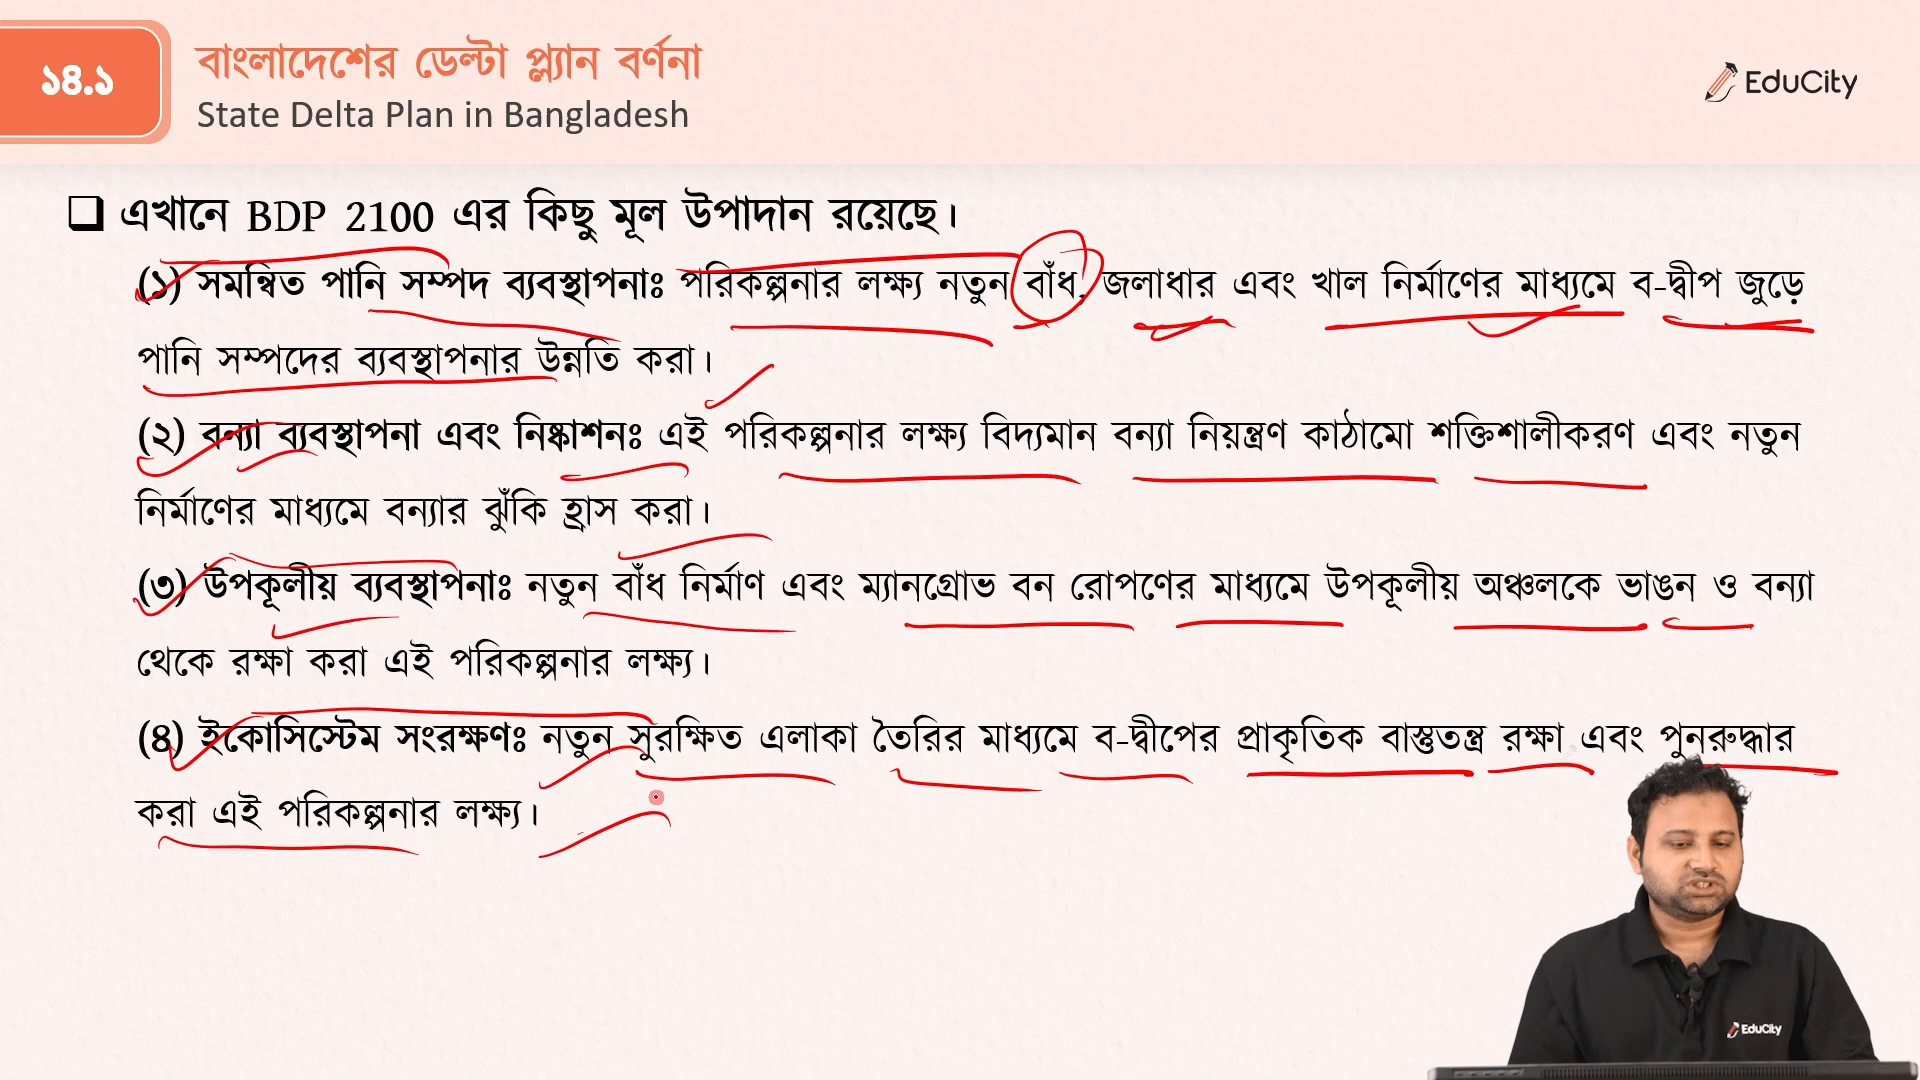 ১৪.১
বাংলাদেশের ডেল্টা প্ল্যান বর্ণনা
State Delta Plan in Bangladesh
EduCity
❑ এখানে BDP 2100 এর কিছু মূল উপাদান রয়েছে।
(১) সমন্বিত পানি সম্পদ ব্যবস্থাপনাঃ পরিকল্পনার লক্ষ্য নতুন বাঁধ, জলাধার এবং খাল নির্মাণের মাধ্যমে ব-দ্বীপ জুড়ে
পানি সম্পদের ব্যবস্থাপনার উন্নতি করা।
(২) বন্যা ব্যবস্থাপনা এবং নিষ্কাশনঃ এই পরিকল্পনার লক্ষ্য বিদ্যমান বন্যা নিয়ন্ত্রণ কাঠামো শক্তিশালীকরণ এবং নতুন
নির্মাণের মাধ্যমে বন্যার ঝুঁকি হ্রাস করা।
(৩) উপকূলীয় ব্যবস্থাপনাঃ নতুন বাঁধ নির্মাণ এবং ম্যানগ্রোভ বন রোপণের মাধ্যমে উপকূলীয় অঞ্চলকে ভাঙন ও বন্যা
থেকে রক্ষা করা এই পরিকল্পনার লক্ষ্য।
(৪) ইকোসিস্টেম সংরক্ষণঃ নতুন সুরক্ষিত এলাকা তৈরির মাধ্যমে ব-দ্বীপের প্রাকৃতিক বাস্তুতন্ত্র রক্ষা এবং পুনরুদ্ধার
করা এই পরিকল্পনার লক্ষ্য।
EduCity